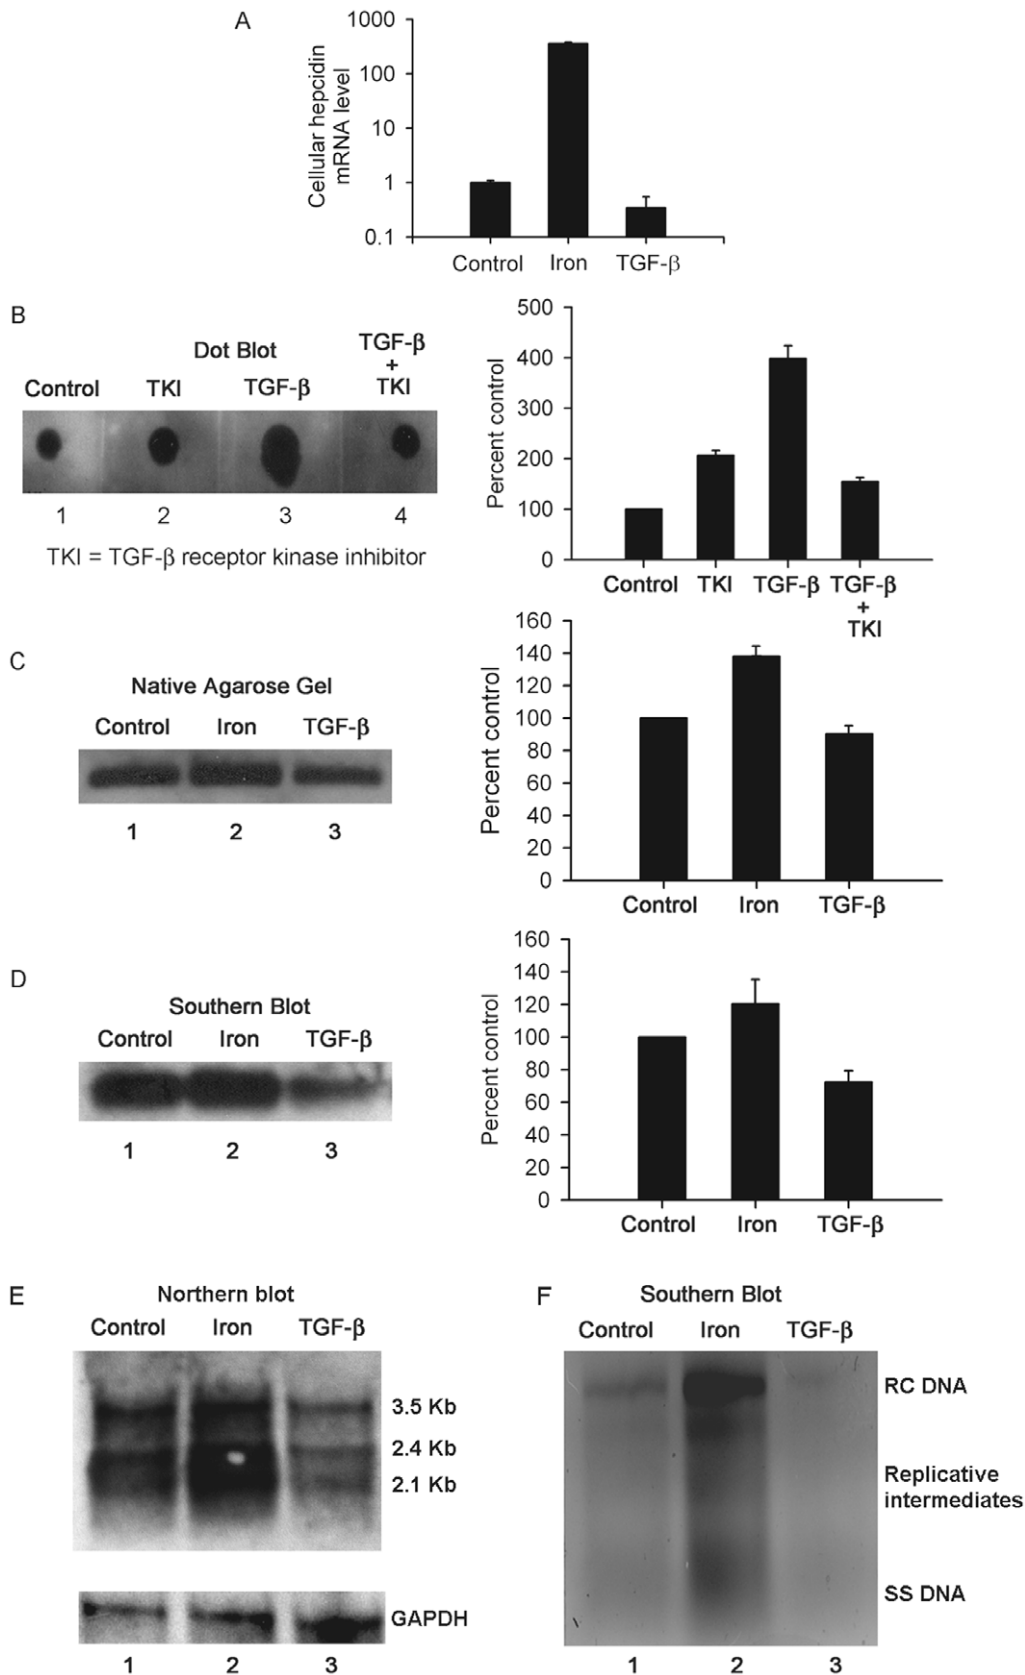 A
Cellular hepcidin
mRNA level
1000
100
10
1
0.1
Control Iron TGF-β
B
Dot Blot
Control TKI TGF-β TGF-β
+
TKI
1 2 3 4
TKI = TGF-β receptor kinase inhibitor
Percent control
500
400
300
200
100
0
Control TKI TGF-β TGF-β
+
TKI
C
Native Agarose Gel
Control Iron TGF-β
1 2 3
Percent control
160
140
120
100
80
60
40
20
0
Control Iron TGF-β
D
Southern Blot
Control Iron TGF-β
1 2 3
Percent control
160
140
120
100
80
60
40
20
0
Control Iron TGF-β
E
Northern blot
Control Iron TGF-β
3.5 Kb
2.4 Kb
2.1 Kb
GAPDH
1 2 3
F
Southern Blot
Control Iron TGF-β
RC DNA
Replicative
intermediates
SS DNA
1 2 3